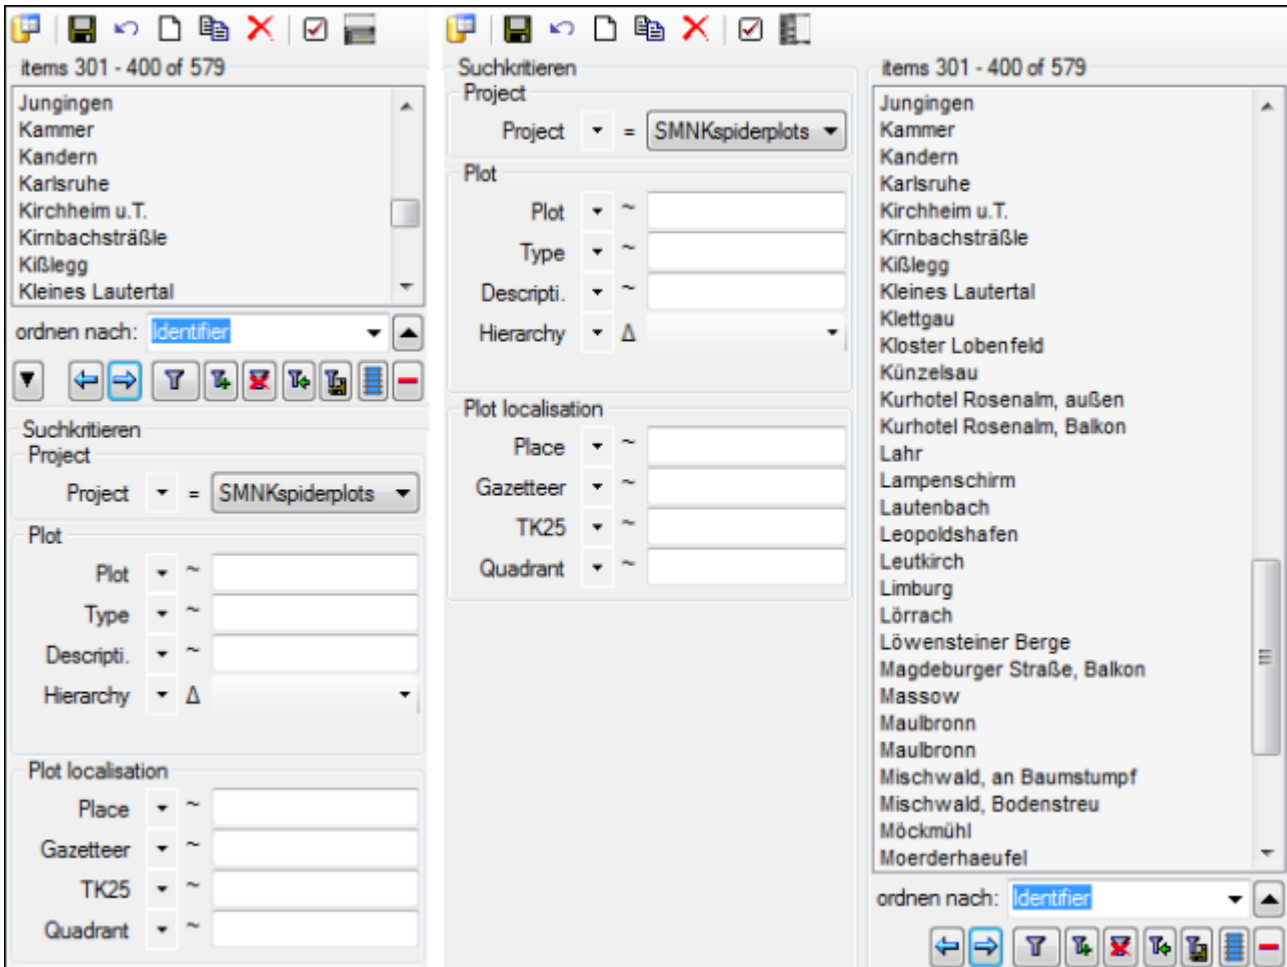 items 301 - 400 of 579
Jungingen
Kammer
Kandern
Karlsruhe
Kirchheim u.T.
Kirnbachsträßle
Kißlegg
Kleines Lautertal
ordnen nach: Identifier
Suchkritieren
Project
Project = SMNKspiderplots
Plot
Plot ~
Type ~
Descripti. ~
Hierarchy Δ
Plot localisation
Place ~
Gazetteer ~
TK25 ~
Quadrant ~
Suchkritieren
Project
Project = SMNKspiderplots
Plot
Plot ~
Type ~
Descripti. ~
Hierarchy Δ
Plot localisation
Place ~
Gazetteer ~
TK25 ~
Quadrant ~
items 301 - 400 of 579
Jungingen
Kammer
Kandern
Karlsruhe
Kirchheim u.T.
Kirnbachsträßle
Kißlegg
Kleines Lautertal
Klettgau
Kloster Lobenfeld
Künzelsau
Kurhotel Rosenalm, außen
Kurhotel Rosenalm, Balkon
Lahr
Lampenschirm
Lautenbach
Leopoldshafen
Leutkirch
Limburg
Lörrach
Löwensteiner Berge
Magdeburger Straße, Balkon
Massow
Maulbronn
Maulbronn
Mischwald, an Baumstumpf
Mischwald, Bodenstreu
Möckmühl
Moerderhaeufel
ordnen nach: Identifier